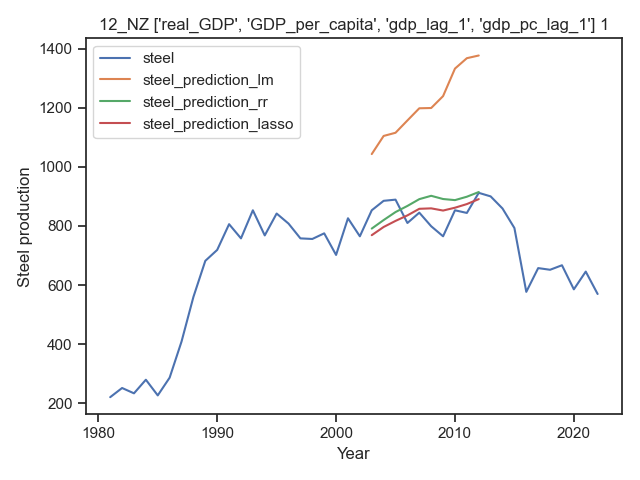 12_NZ ['real_GDP', 'GDP_per_capita', 'gdp_lag_1', 'gdp_pc_lag_1'] 1
steel
steel_prediction_lm
steel_prediction_rr
steel_prediction_lasso
Steel production
1400
1200
1000
800
600
400
200
1980 1990 2000 2010 2020
Year